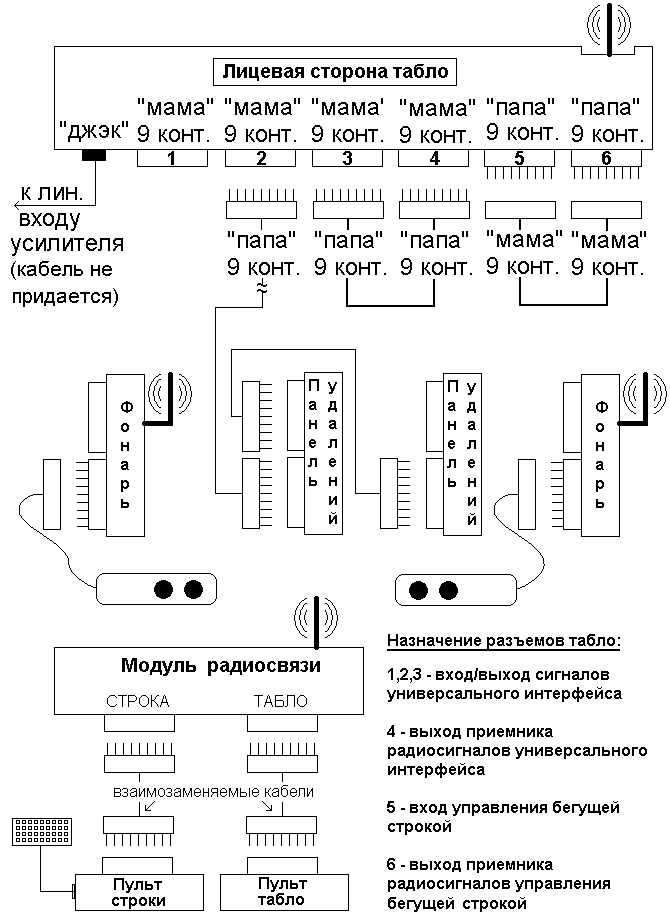 Лицевая сторона табло
"джэк"
"мама"
9 конт.
"мама"
9 конт.
"мама'
9 конт.
"мама"
9 конт.
"папа"
9 конт.
"папа"
9 конт.
1
2
3
4
5
6
к лин.
входу
усилителя
(кабель не
придается)
"папа"
9 конт.
"папа"
9 конт.
"папа"
9 конт.
"мама"
9 конт.
"мама"
9 конт.
Фонарь
Панель
удалений
Панель
удалений
Фонарь
Модуль радиосвязи
СТРОКА
ТАБЛО
взаимозаменяемые кабели
Пульт
строки
Пульт
табло
Назначение разъемов табло:
1,2,3 - вход/выход сигналов
универсального интерфейса
4 - выход приемника
радиосигналов универсального
интерфейса
5 - вход управления бегущей
строкой
6 - выход приемника
радиосигналов управления
бегущей строкой